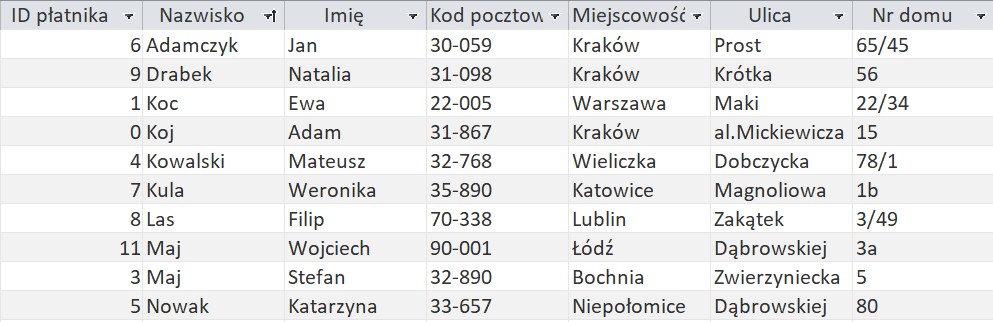 ID płatnika Nazwisko Imię Kod pocztow Miejscowość Ulica Nr domu
6 Adamczyk Jan 30-059 Kraków Prost 65/45
9 Drabek Natalia 31-098 Kraków Krótka 56
1 Koc Ewa 22-005 Warszawa Maki 22/34
0 Koj Adam 31-867 Kraków al.Mickiewicza 15
4 Kowalski Mateusz 32-768 Wieliczka Dobczycka 78/1
7 Kula Weronika 35-890 Katowice Magnoliowa 1b
8 Las Filip 70-338 Lublin Zakątek 3/49
11 Maj Wojciech 90-001 Łódź Dąbrowskiej 3a
3 Maj Stefan 32-890 Bochnia Zwierzyniecka 5
5 Nowak Katarzyna 33-657 Niepołomice Dąbrowskiej 80